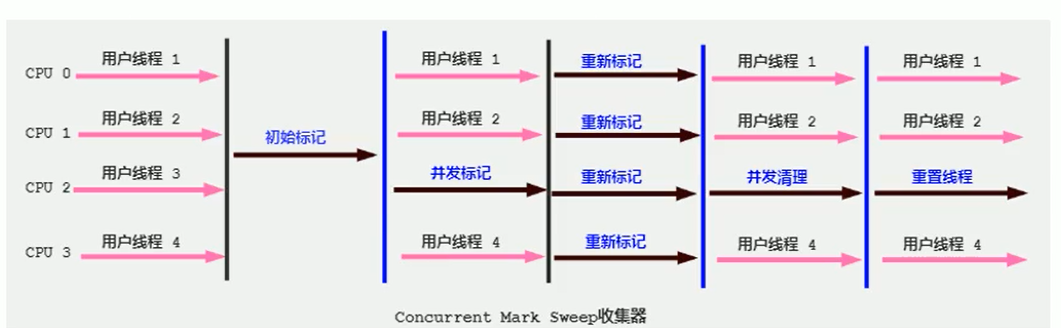 CPU 0 用户线程 1 用户线程 1 重新标记 用户线程 1 用户线程 1
CPU 1 用户线程 2 初始标记 用户线程 2 重新标记 用户线程 2 用户线程 2
CPU 2 用户线程 3 并发标记 重新标记 并发清理 重置线程
CPU 3 用户线程 4 用户线程 4 重新标记 用户线程 4 用户线程 4
Concurrent Mark Sweep收集器